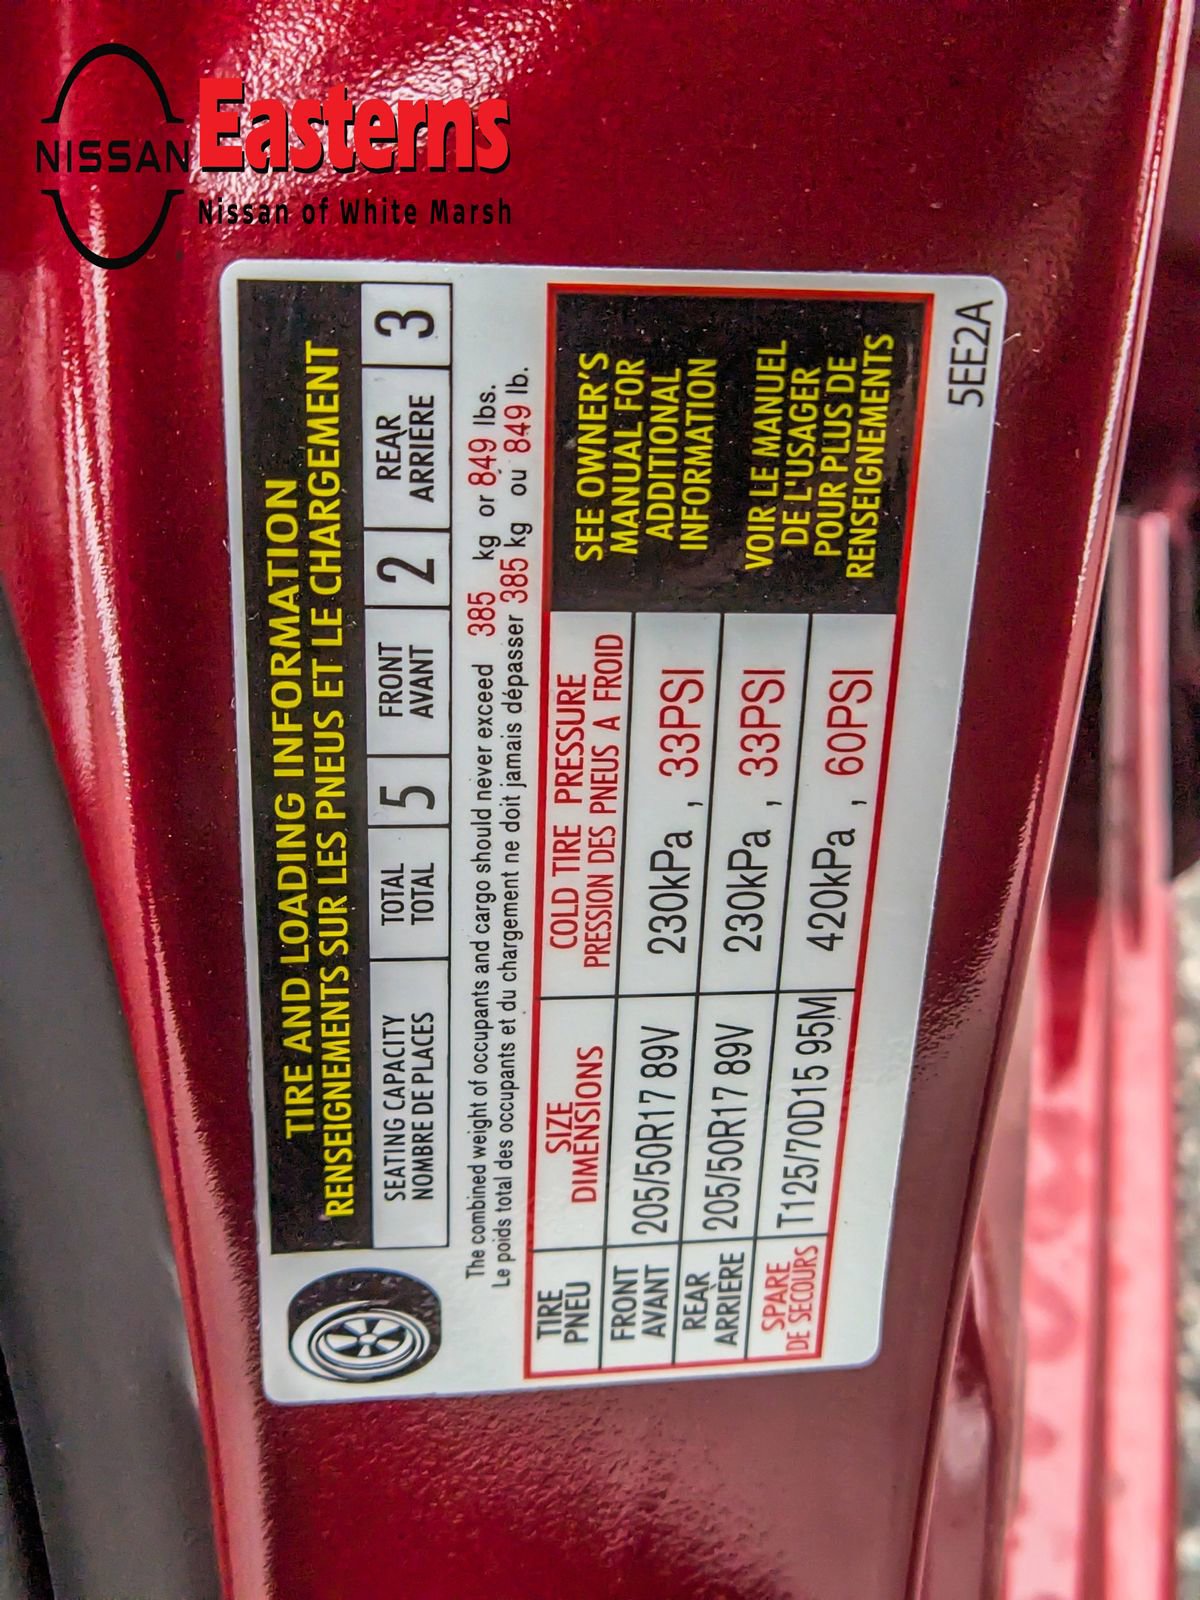 NISSAN
Easterns
Nissan of White Marsh
TIRE AND LOADING INFORMATION
RENSEIGNEMENTS SUR LES PNEUS ET LE CHARGEMENT
SEATING CAPACITY
NOMBRE DE PLACES
TOTAL
TOTAL
5
FRONT
AVANT
2
REAR
ARRIÈRE
3
The combined weight of occupants and cargo should never exceed 385 kg or 849 lbs.
Le poids total des occupants et du chargement ne doit jamais dépasser 385 kg ou 849 lb.
TIRE
PNEU
SIZE
DIMENSIONS
COLD TIRE PRESSURE
PRESSION DES PNEUS A FROID
FRONT
AVANT
205/50R17 89V
230kPa , 33PSI
REAR
ARRIÈRE
205/50R17 89V
230kPa , 33PSI
SPARE
DE SECOURS
T125/70D15 95M
420kPa , 60PSI
SEE OWNER'S
MANUAL FOR
ADDITIONAL
INFORMATION
VOIR LE MANUEL
DE L'USAGER
POUR PLUS DE
RENSEIGNEMENTS
5EE2A